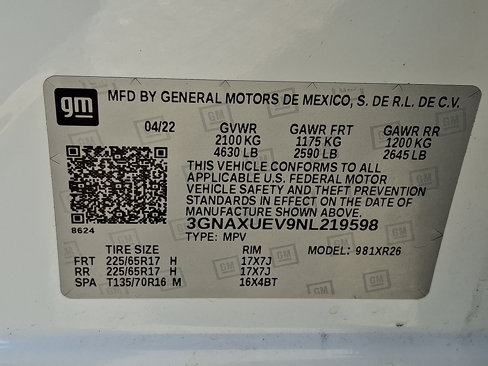 gm MFD BY GENERAL MOTORS DE MEXICO, S. DE R.L. DE C.V.
04/22 GVWR GAWR FRT GAWR RR
2100 KG 1175 KG 1200 KG
4630 LB 2590 LB 2645 LB
THIS VEHICLE CONFORMS TO ALL
APPLICABLE U.S. FEDERAL MOTOR
VEHICLE SAFETY AND THEFT PREVENTION
STANDARDS IN EFFECT ON THE DATE OF
MANUFACTURE SHOWN ABOVE.
8624 3GNAXUEV9NL219598
TYPE: MPV
TIRE SIZE RIM MODEL: 981XR26
FRT 225/65R17 H 17X7J
RR 225/65R17 H 17X7J
SPA T135/70R16 M 16X4BT